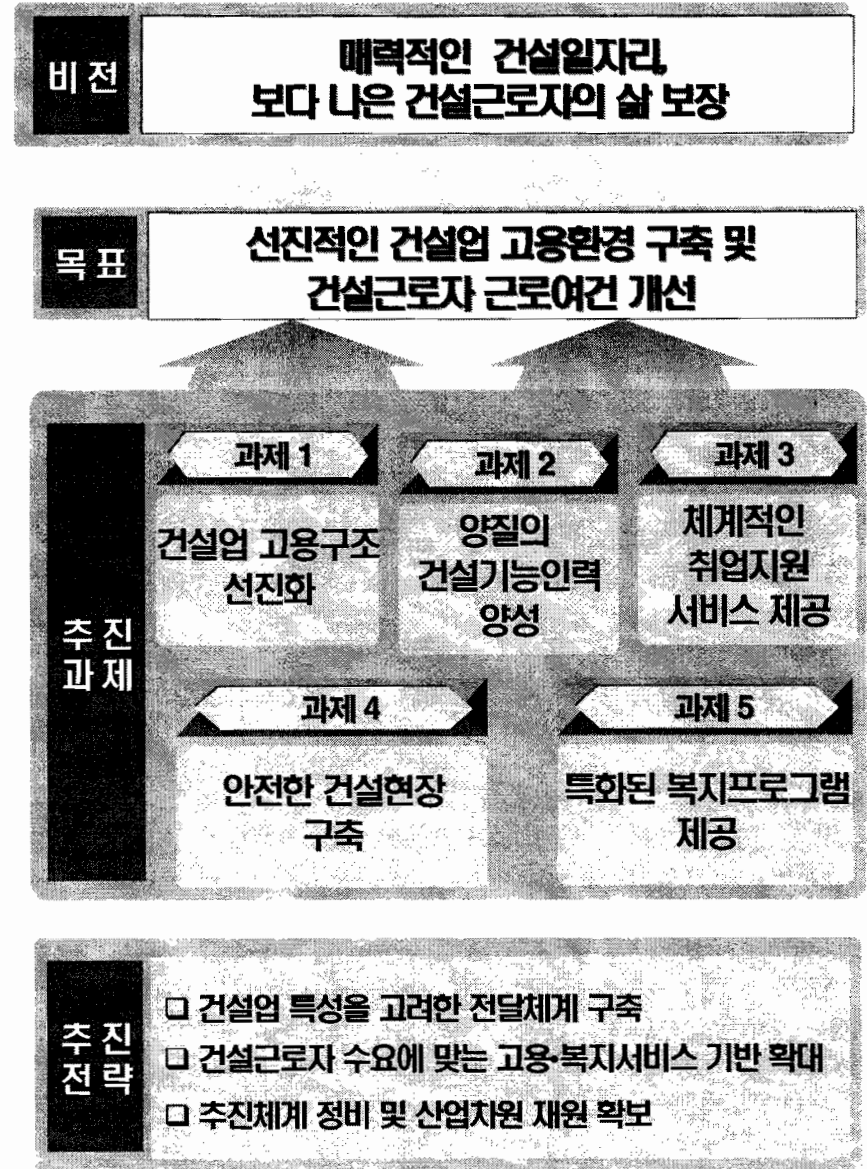 비 전
매력적인 건설일자리,
보다 나은 건설근로자의 삶 보장
목 표
선진적인 건설업 고용환경 구축 및
건설근로자 근로여건 개선
추 진
과 제
과제 1
건설업 고용구조
선진화
과제 2
양질의
건설기능인력
양성
과제 3
체계적인
취업지원
서비스 제공
과제 4
안전한 건설현장
구축
과제 5
특화된 복지프로그램
제공
추 진
전 략
❑ 건설업 특성을 고려한 전달체계 구축
❑ 건설근로자 수요에 맞는 고용·복지서비스 기반 확대
❑ 추진체계 정비 및 산업차원 재원 확보